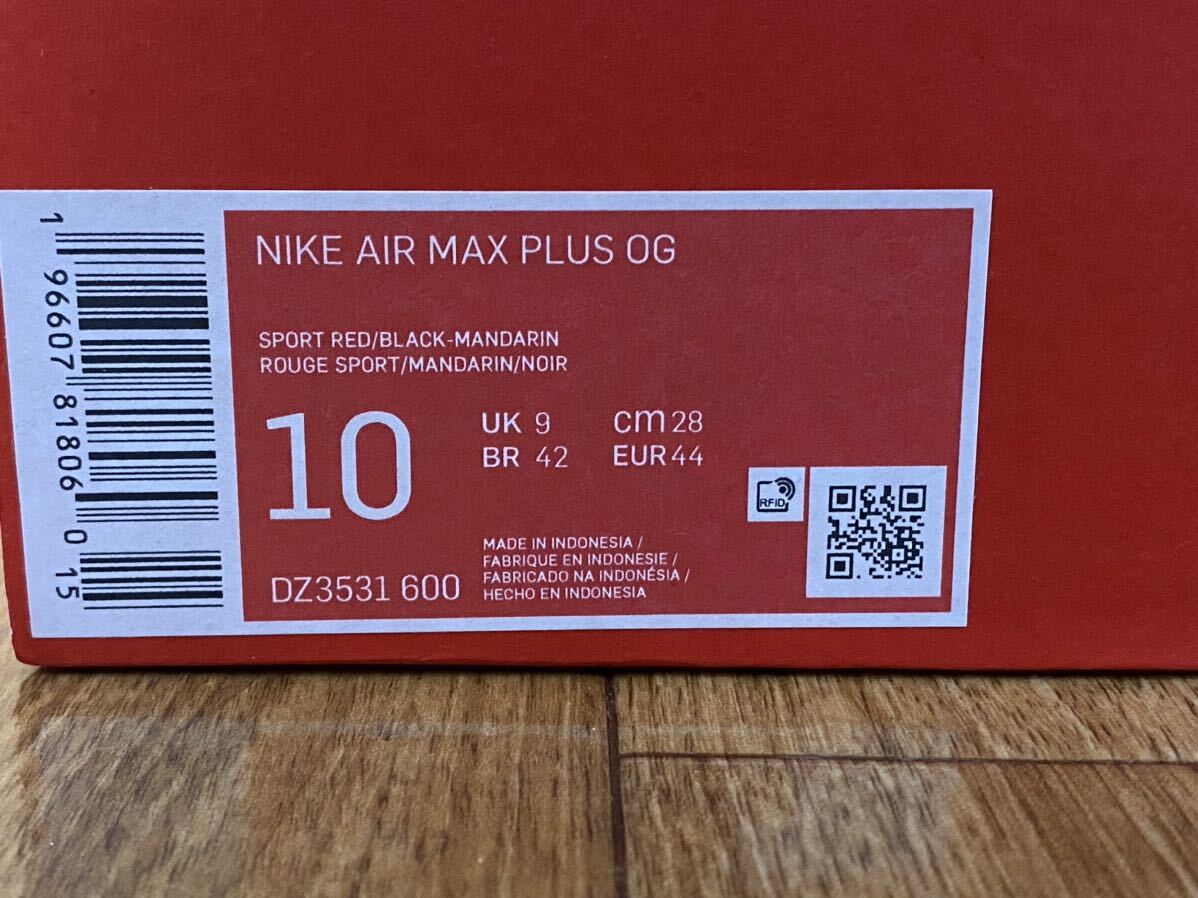 NIKE AIR MAX PLUS OG
SPORT RED/BLACK-MANDARIN
ROUGE SPORT/MANDARIN/NOIR
10
UK 9
cm 28
BR 42
EUR 44
RFID
MADE IN INDONESIA /
FABRIQUE EN INDONESIE /
FABRICADO NA INDONÉSIA /
HECHO EN INDONESIA
DZ3531 600
1 96607 81806 0 15